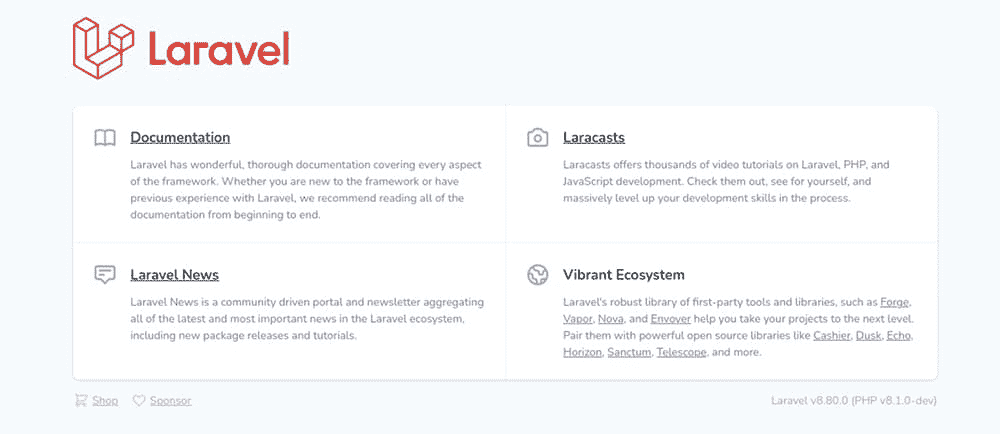 Laravel
Documentation
Laravel has wonderful, thorough documentation covering every aspect
of the framework. Whether you are new to the framework or have
previous experience with Laravel, we recommend reading all of the
documentation from beginning to end.
Laracasts
Laracasts offers thousands of video tutorials on Laravel, PHP, and
JavaScript development. Check them out, see for yourself, and
massively level up your development skills in the process.
Laravel News
Laravel News is a community driven portal and newsletter aggregating
all of the latest and most important news in the Laravel ecosystem,
including new package releases and tutorials.
Vibrant Ecosystem
Laravel's robust library of first-party tools and libraries, such as Forge,
Vapor, Nova, and Envoyer help you take your projects to the next level.
Pair them with powerful open source libraries like Cashier, Dusk, Echo,
Horizon, Sanctum, Telescope, and more.
Shop
Sponsor
Laravel v8.80.0 (PHP v8.1.0-dev)